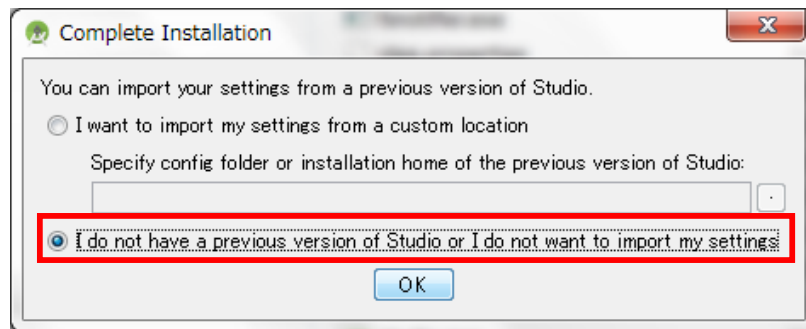 Complete Installation
You can import your settings from a previous version of Studio.
I want to import my settings from a custom location
Specify config folder or installation home of the previous version of Studio:
I do not have a previous version of Studio or I do not want to import my settings
OK